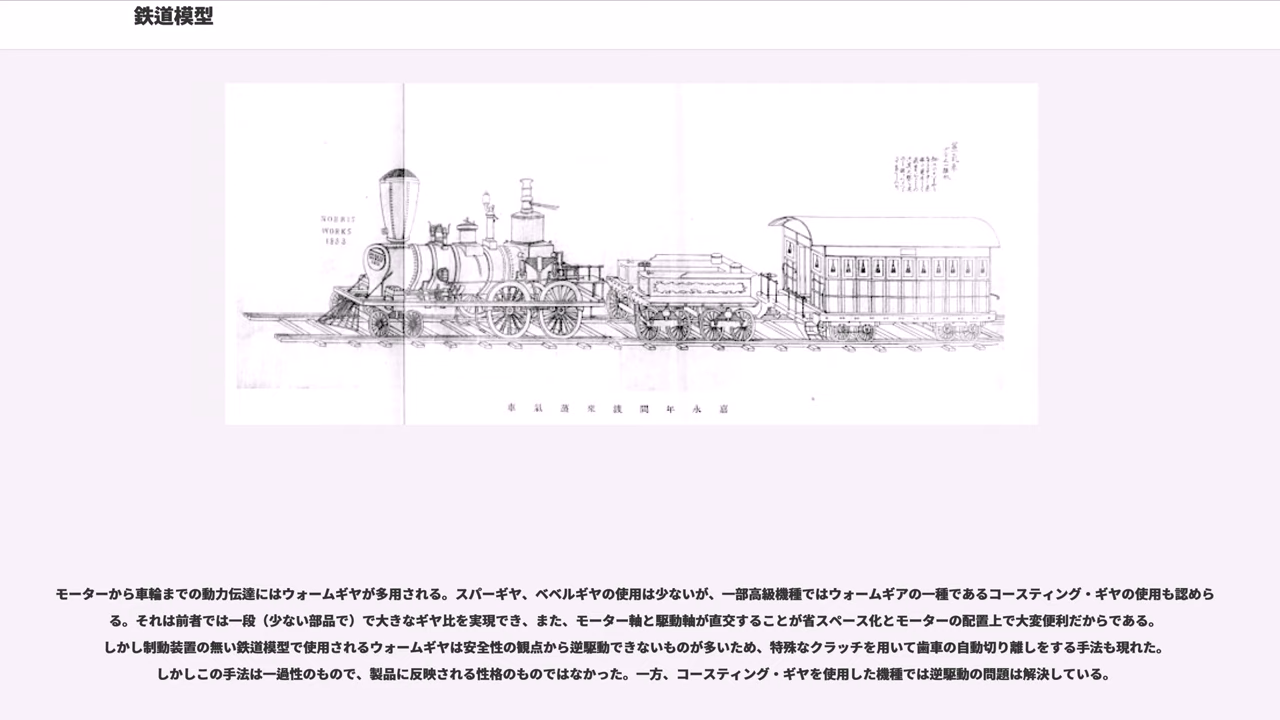 鉄道模型
NORRIS
WORKS
車氣蒸來渡間年永嘉
モーターから車輪までの動力伝達にはウォームギヤが多用される。スパーギヤ、ベベルギヤの使用は少ないが、一部高級機種ではウォームギアの一種であるコースティング・ギヤの使用も認めら
る。それは前者では一段（少ない部品で）で大きなギヤ比を実現でき、また、モーター軸と駆動軸が直交することが省スペース化とモーターの配置上で大変便利だからである。
しかし制動装置の無い鉄道模型で使用されるウォームギヤは安全性の観点から逆駆動できないものが多いため、特殊なクラッチを用いて歯車の自動切り離しをする手法も現れた。
しかしこの手法は一過性のもので、製品に反映される性格のものではなかった。一方、コースティング・ギヤを使用した機種では逆駆動の問題は解決している。